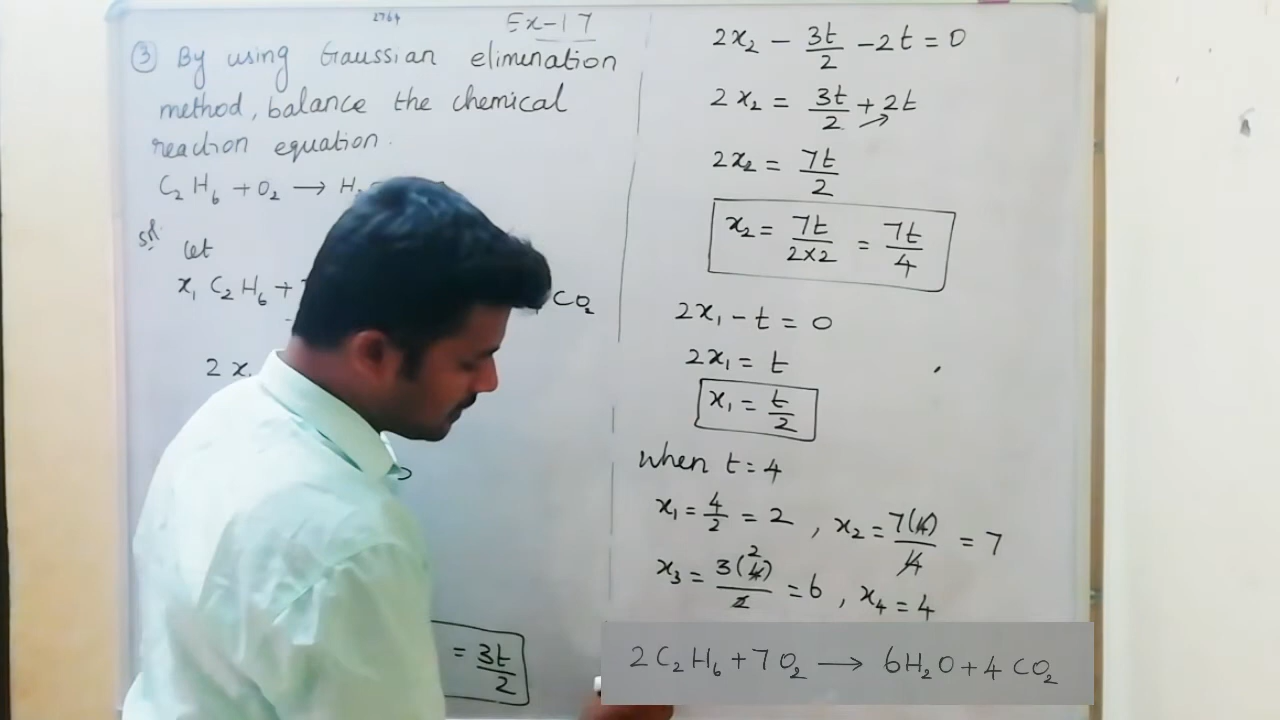 2764
Ex-17
③ By using Gaussian elimination
method, balance the chemical
reaction equation.
C₂H₆ + O₂ → H
Sol
Let
x₁ C₂H₆ +
CO₂
2x
= 3t/2
2x₂ - 3t/2 - 2t = 0
2x₂ = 3t/2 + 2t
2x₂ = 7t/2
x₂ = 7t/2×2 = 7t/4
2x₁ - t = 0
2x₁ = t
x₁ = t/2
When t = 4
x₁ = 4/2 = 2 , x₂ = 7(4)/4 = 7
x₃ = 3(4)/2 = 6 , x₄ = 4
2C₂H₆ + 7O₂ → 6H₂O + 4CO₂